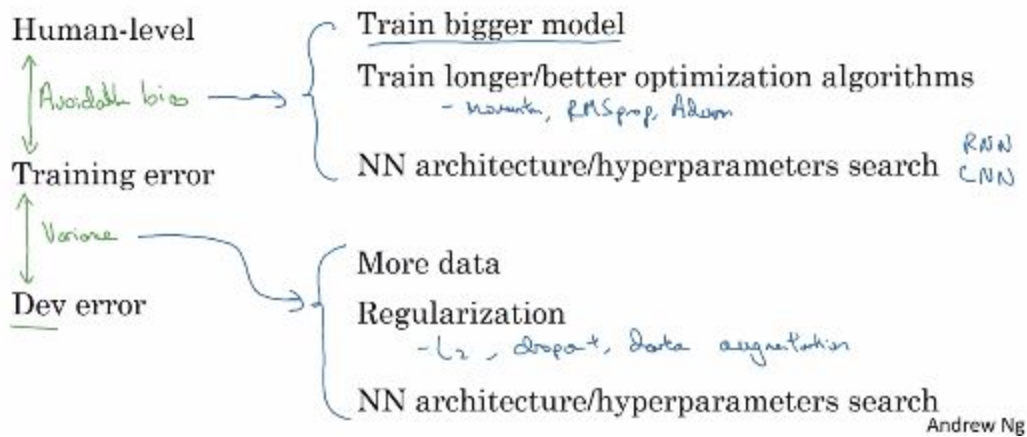 Human-level
Avoidable bias
Training error
Variance
Dev error
Train bigger model
Train longer/better optimization algorithms
- momentum, RMSprop, Adam
NN architecture/hyperparameters search
RNN
CNN
More data
Regularization
- L2, dropout, data augmentation
NN architecture/hyperparameters search
Andrew Ng